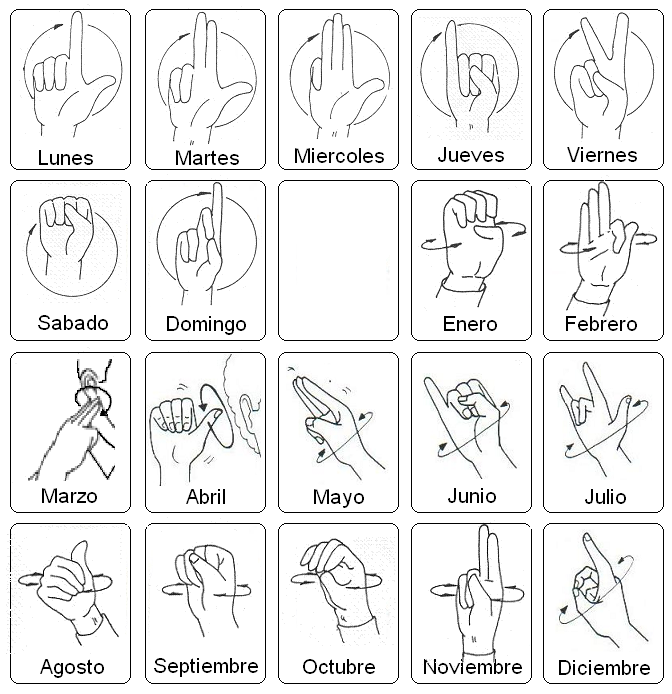 Lunes
Martes
Miercoles
Jueves
Viernes
Sabado
Domingo
Enero
Febrero
Marzo
Abril
Mayo
Junio
Julio
Agosto
Septiembre
Octubre
Noviembre
Diciembre